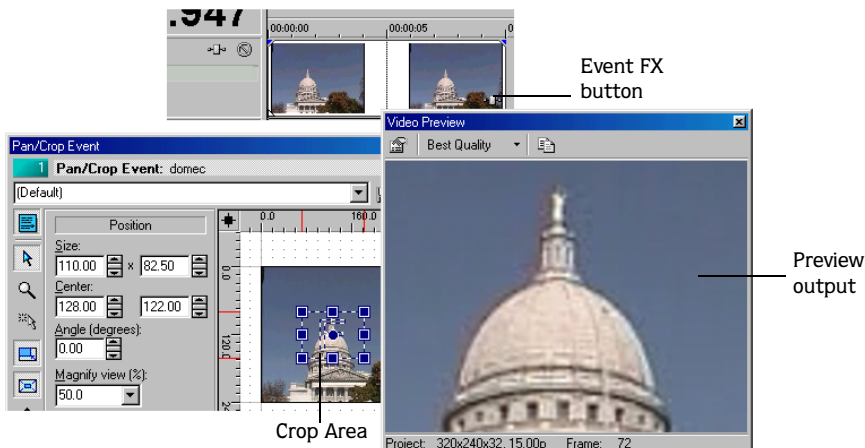 .947
00:00:00
00:00:05
Event FX
button
Video Preview
Best Quality
Pan/Crop Event
1 Pan/Crop Event: domec
(Default)
Position
Size:
110.00 x 82.50
Center:
128.00 122.00
Angle (degrees):
0.00
Magnify view (%):
50.0
0.0 160.0
0.0
120.0
Preview
output
Crop Area
Project: 320x240x32, 15.00p Frame: 72